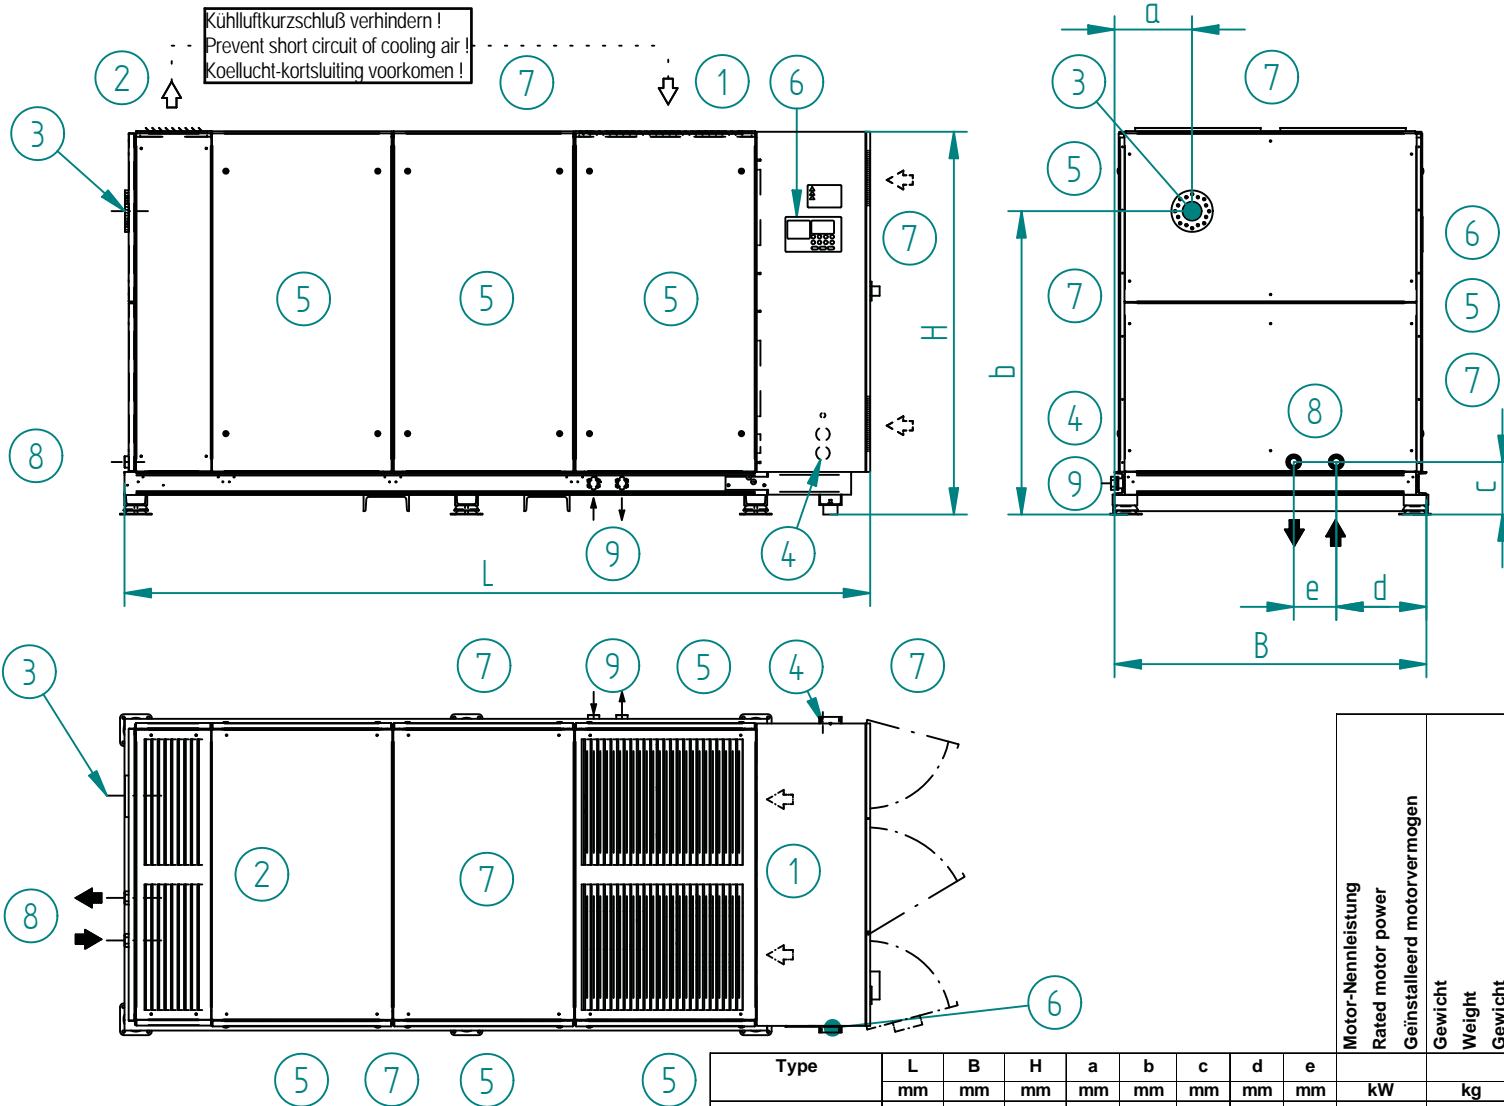 Kühlluftkurzschluß verhindern !
Prevent short circuit of cooling air !
Koellucht-kortsluiting voorkomen !
2
7
1
6
3
5
5
5
7
8
9
4
H
L
a
3
7
5
6
7
5
b
7
4
8
9
c
e
d
B
3
7
9
5
4
7
2
7
1
8
6
5
7
5
5
Motor-Nennleistung
Rated motor power
Geïnstalleerd motorvermogen
Gewicht
Weight
Gewicht
Type L B H a b c d e
mm mm mm mm mm mm mm mm kW kg